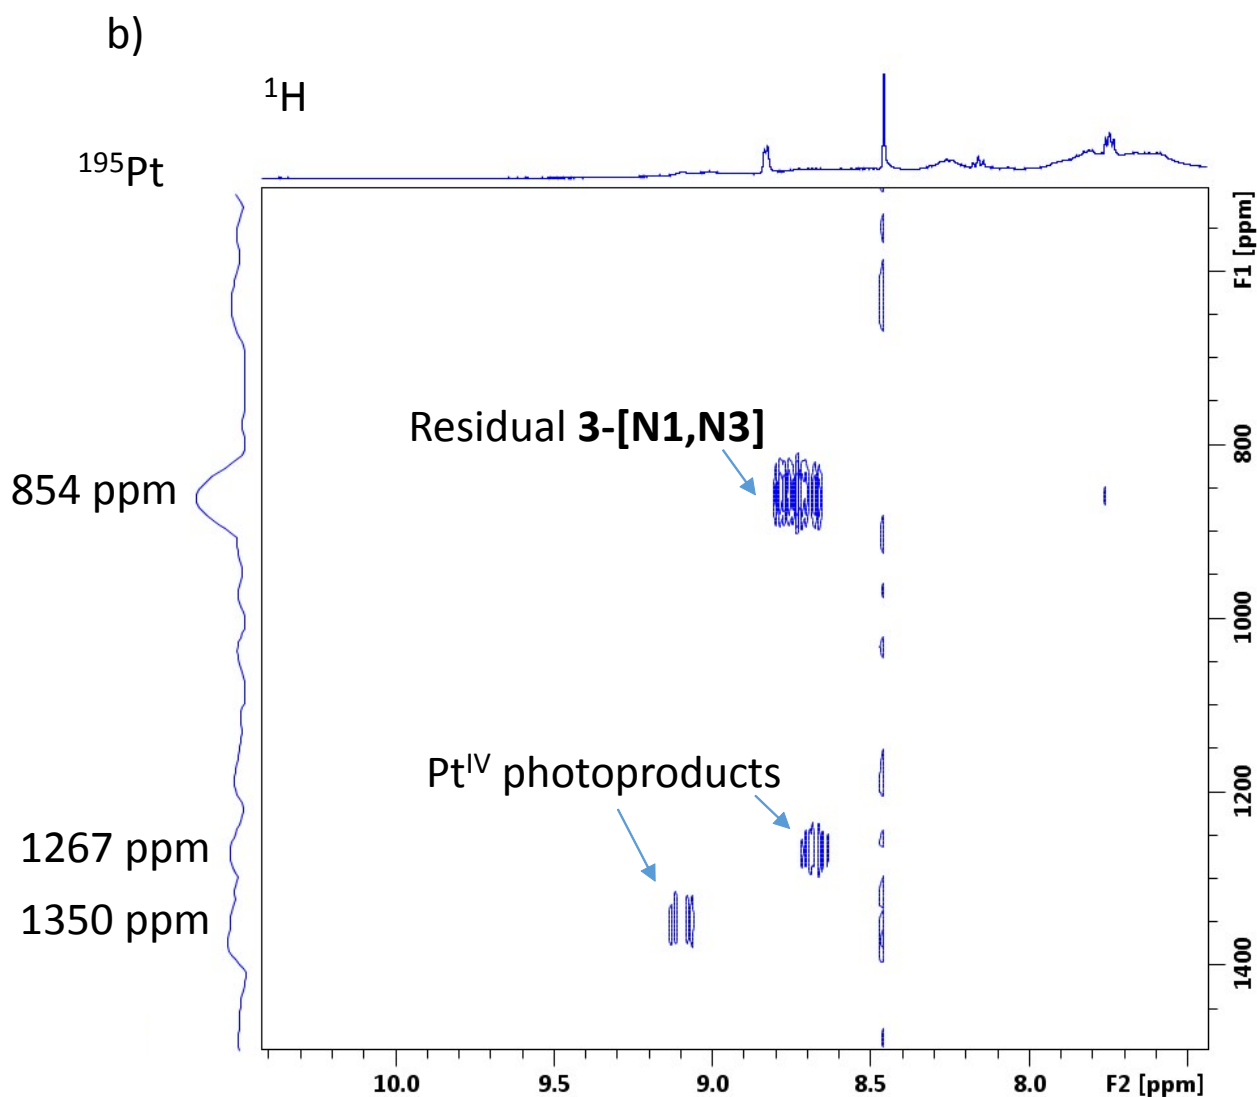 b)
¹H
¹⁹⁵Pt
F1 [ppm]
Residual 3-[N1,N3]
800
854 ppm
1000
Ptᴵⱽ photoproducts
1200
1267 ppm
1350 ppm
1400
10.0 9.5 9.0 8.5 8.0 F2 [ppm]